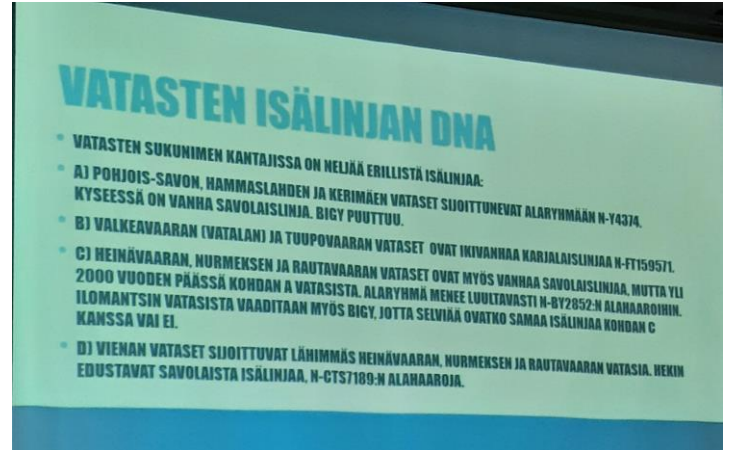 VATASTEN ISÄLINJAN DNA
• VATASTEN SUKUNIMEN KANTAJISSA ON NELJÄÄ ERILLISTÄ ISÄLINJAA:
• A) POHJOIS-SAVON, HAMMASLAHDEN JA KERIMÄEN VATASET SIJOITTUNEVAT ALARYHMÄÄN N-Y4374.
KYSEESSÄ ON VANHA SAVOLAISLINJA. BIGY PUUTTUU.
• B) VALKEAVAARAN (VATALAN) JA TUUPOVAARAN VATASET OVAT IKIVANHAA KARJALAISLINJAA N-FT159571.
• C) HEINÄVAARAN, NURMEKSEN JA RAUTAVAARAN VATASET OVAT MYÖS VANHAA SAVOLAISLINJAA, MUTTA YLI
2000 VUODEN PÄÄSSÄ KOHDAN A VATASISTA. ALARYHMÄ MENEE LUULTAVASTI N-BY2852:N ALAHAAROIHIN.
ILOMANTSIN VATASISTA VAADITAAN MYÖS BIGY, JOTTA SELVIÄÄ OVATKO SAMAA ISÄLINJAA KOHDAN C
KANSSA VAI EI.
• D) VIENAN VATASET SIJOITTUVAT LÄHIMMÄS HEINÄVAARAN, NURMEKSEN JA RAUTAVAARAN VATASIA. HEKIN
EDUSTAVAT SAVOLAISTA ISÄLINJAA, N-CTS7189:N ALAHAAROJA.